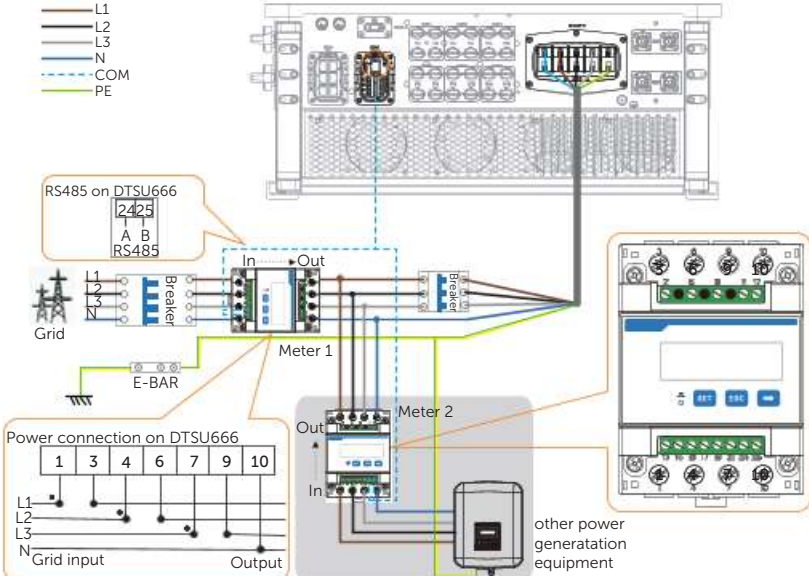 L1
L2
L3
N
COM
PE
RS485 on DTSU666
24 25
A B
RS485
In Out
L1
L2
L3
N
Breaker
Breaker
Grid
Meter 1
E-BAR
Meter 2
Out
In
Power connection on DTSU666
1 3 4 6 7 9 10
L1
L2
L3
N
Grid input
Output
other power
generatation
equipment
3 6 9 10
SET ESC
1 4 7 10